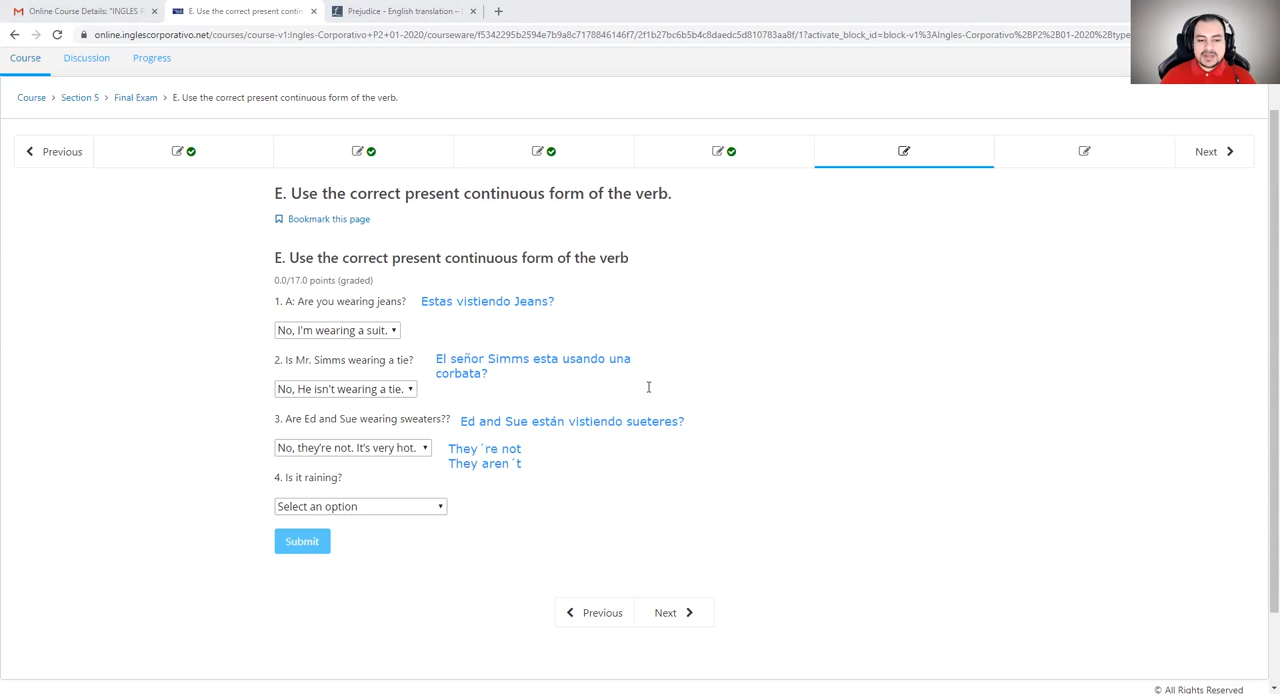 Online Course Details: "INGLES P
E. Use the correct present contin
Prejudice - English translation –
online.inglescorporativo.net/courses/course-v1:Ingles-Corporativo+P2+01-2020/courseware/f5342295b3294e7b9a8c7178846146f7/2f1b27bc6b5b4c8daedc5d810783aa8f/1?activate_block_id=block-v1%3AIngles-Corporativo%2BP2%2B01-2020%2Btype
Course
Discussion
Progress
Course > Section 5 > Final Exam > E. Use the correct present continuous form of the verb.
Previous
Next
E. Use the correct present continuous form of the verb.
Bookmark this page
E. Use the correct present continuous form of the verb
0.0/17.0 points (graded)
1. A: Are you wearing jeans?
Estas vistiendo Jeans?
No, I'm wearing a suit.
2. Is Mr. Simms wearing a tie?
El señor Simms esta usando una
corbata?
No, He isn't wearing a tie.
3. Are Ed and Sue wearing sweaters??
Ed and Sue están vistiendo sueteres?
No, they're not. It's very hot.
They´re not
They aren´t
4. Is it raining?
Select an option
Submit
Previous
Next
© All Rights Reserved